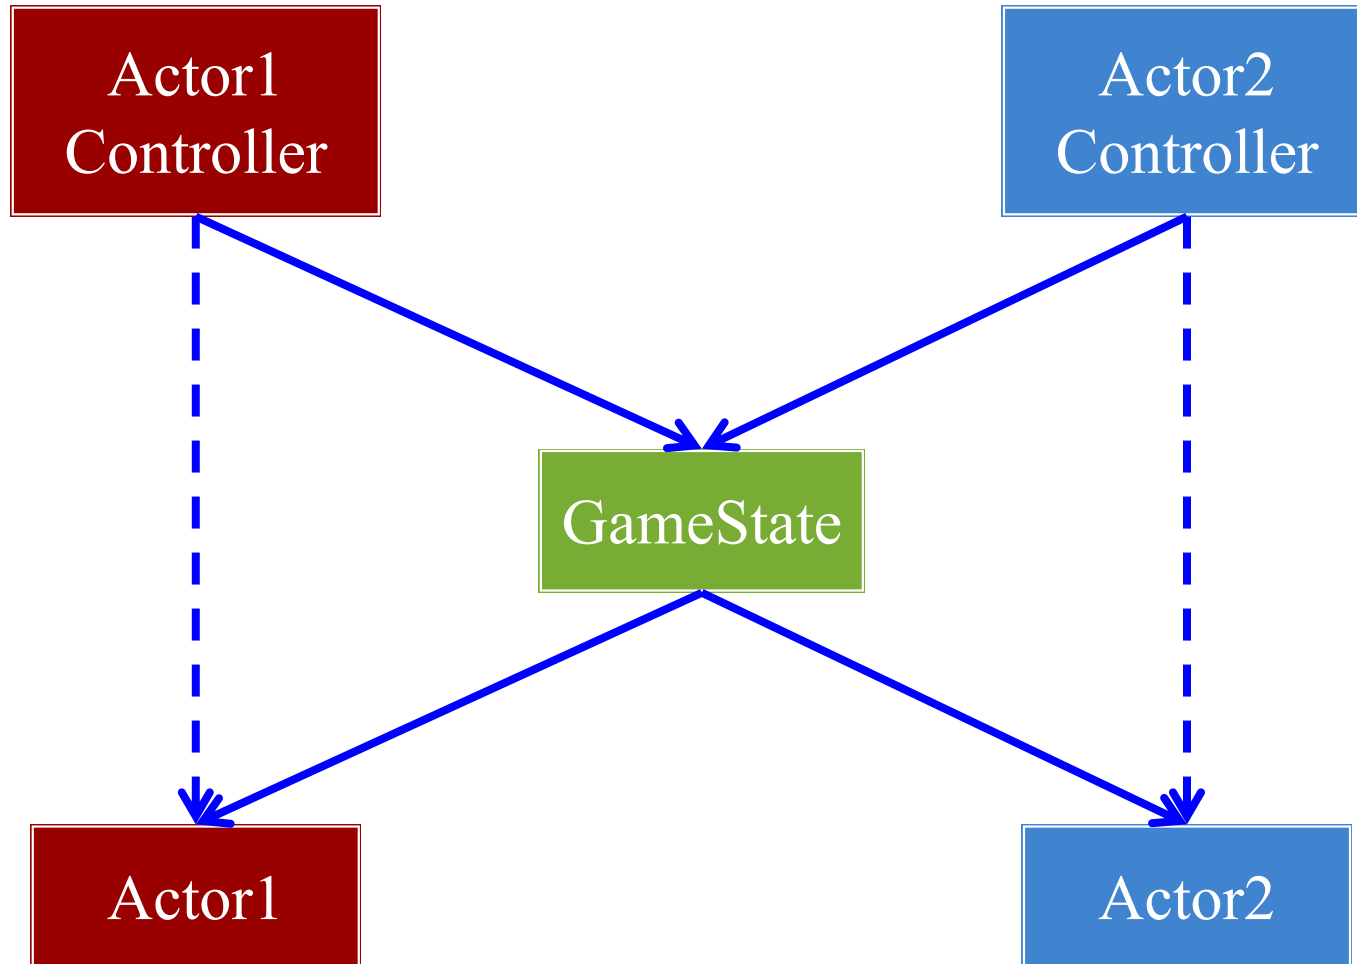 Actor1
Controller
Actor2
Controller
GameState
Actor1
Actor2